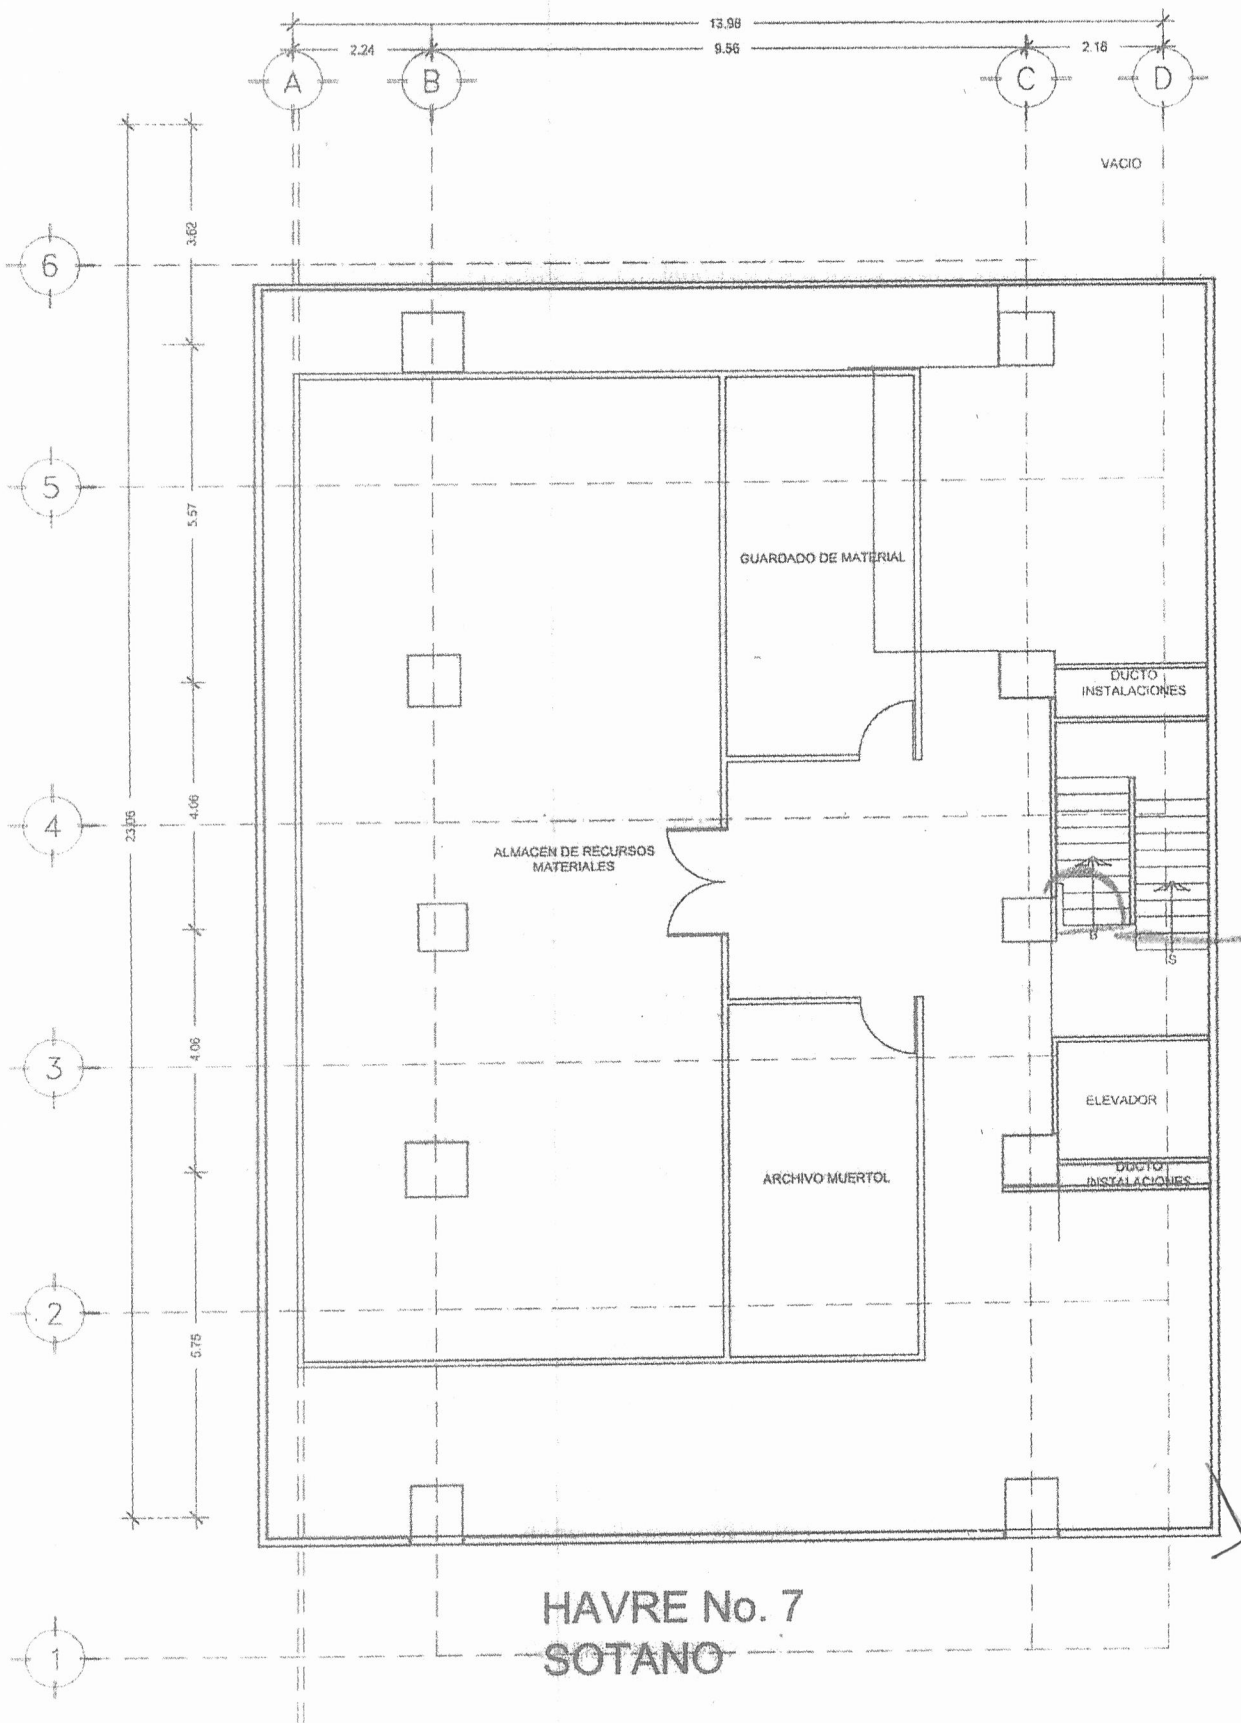 13.98
2.24
9.56
2.18
A
B
C
D
VACIO
6
3.62
5
5.57
GUARDADO DE MATERIAL
DUCTO
INSTALACIONES
4
4.06
23.06
ALMACEN DE RECURSOS
MATERIALES
B
S
3
4.06
ELEVADOR
ARCHIVO MUERTOL
DUCTO
INSTALACIONES
2
5.75
HAVRE No. 7
SOTANO
1